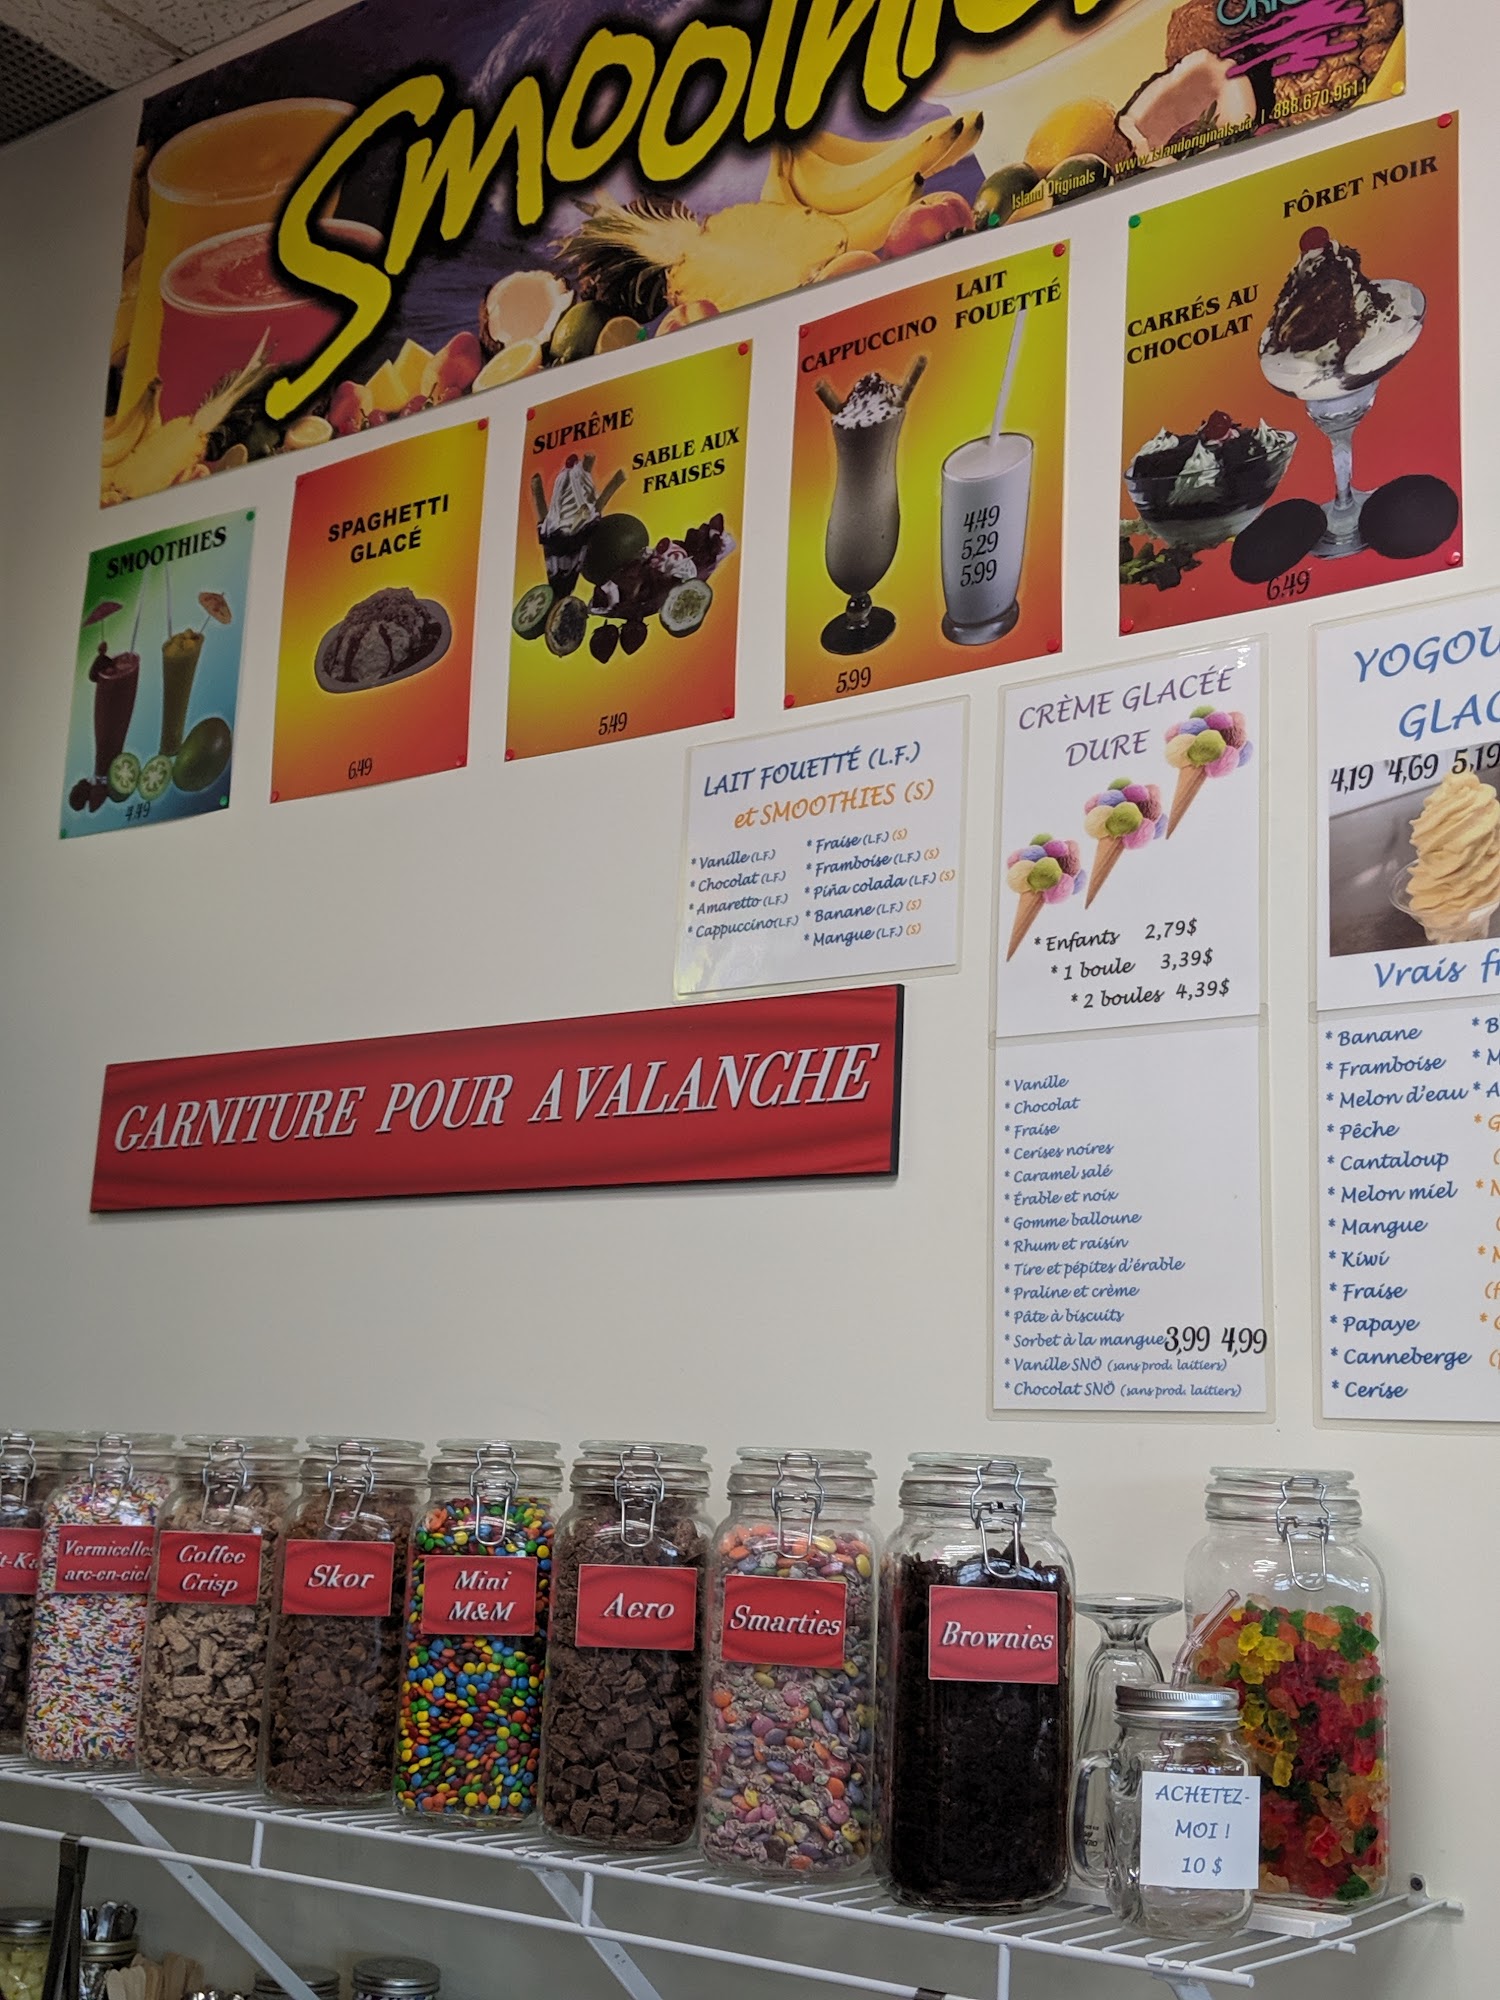 Smoothie
Island Originals | www.islandoriginals.ca | 888.670.9511
SMOOTHIES
4,49
SPAGHETTI
GLACÉ
6,49
SUPRÊME
SABLE AUX
FRAISES
5,49
CAPPUCCINO
LAIT
FOUETTÉ
4,49
5,29
5,99
5,99
FÔRET NOIR
CARRÉS AU
CHOCOLAT
6,49
LAIT FOUETTÉ (L.F.)
et SMOOTHIES (S)
* Vanille (L.F.)
* Chocolat (L.F.)
* Amaretto (L.F.)
* Cappuccino(L.F.)
* Fraise (L.F.) (S)
* Framboise (L.F.) (S)
* Piña colada (L.F.) (S)
* Banane (L.F.) (S)
* Mangue (L.F.) (S)
CRÈME GLACÉE
DURE
* Enfants 2,79$
* 1 boule 3,39$
* 2 boules 4,39$
* Vanille
* Chocolat
* Fraise
* Cerises noires
* Caramel salé
* Érable et noix
* Gomme balloune
* Rhum et raisin
* Tire et pépites d'érable
* Praline et crème
* Pâte à biscuits
* Sorbet à la mangue 3,99 4,99
* Vanille SNÖ (sans prod. laitiers)
* Chocolat SNÖ (sans prod. laitiers)
YOGOU
GLAC
4,19 4,69 5,19
Vrais f
* Banane
* Framboise
* Melon d'eau
* Pêche
* Cantaloup
* Melon miel
* Mangue
* Kiwi
* Fraise
* Papaye
* Canneberge
* Cerise
GARNITURE POUR AVALANCHE
Vermicelles
arc-en-ciel
Coffee
Crisp
Skor
Mini
M&M
Aero
Smarties
Brownies
ACHETEZ-
MOI !
10 $